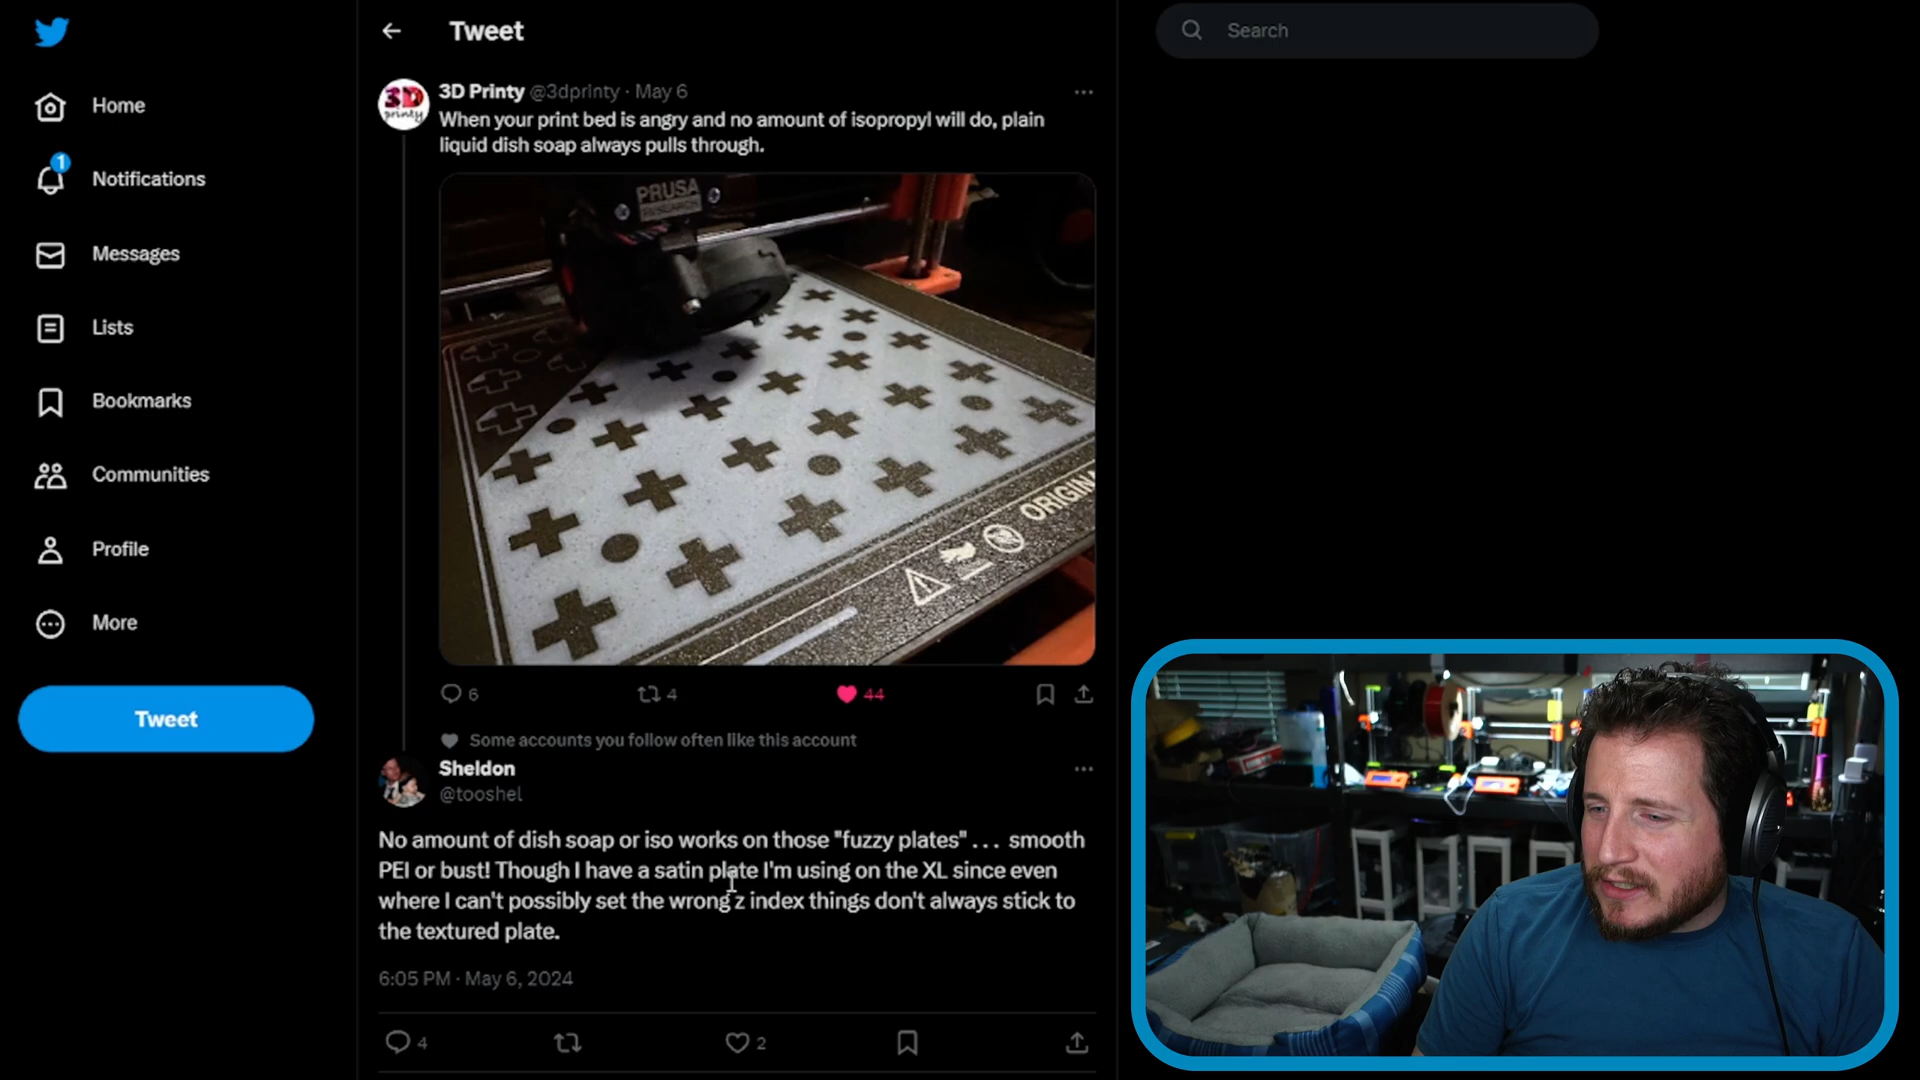 Tweet
Search
Home
Notifications
1
Messages
Lists
Bookmarks
Communities
Profile
More
Tweet
3D Printy @3dprinty · May 6
3D
printy
When your print bed is angry and no amount of isopropyl will do, plain
liquid dish soap always pulls through.
PRUSA
RESEARCH
ORIGIN
6
4
44
Some accounts you follow often like this account
Sheldon
@tooshel
No amount of dish soap or iso works on those "fuzzy plates" . . . smooth
PEI or bust! Though I have a satin plate I'm using on the XL since even
where I can't possibly set the wrong z index things don't always stick to
the textured plate.
6:05 PM · May 6, 2024
4
2